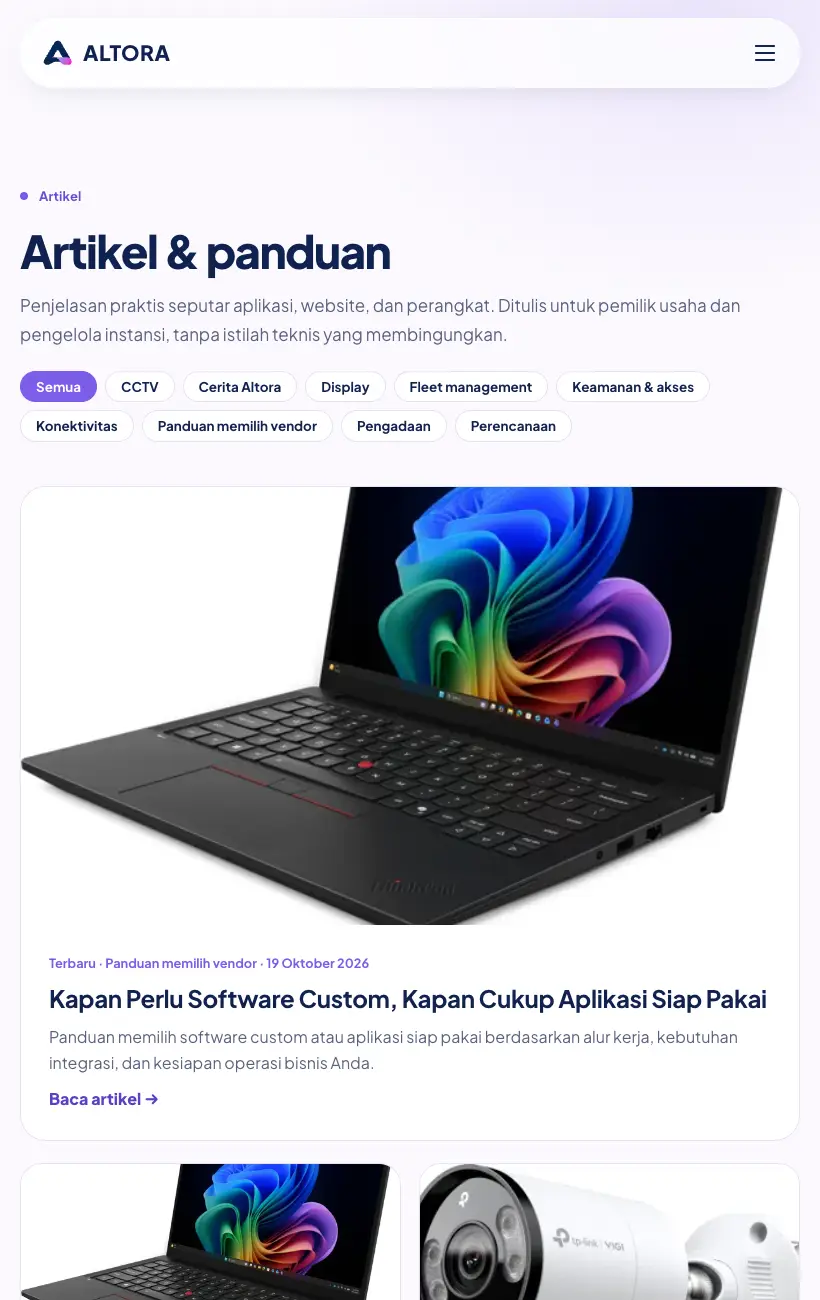 ALTORA
Artikel
Artikel & panduan
Penjelasan praktis seputar aplikasi, website, dan perangkat. Ditulis untuk pemilik usaha dan
pengelola instansi, tanpa istilah teknis yang membingungkan.
Semua
CCTV
Cerita Altora
Display
Fleet management
Keamanan & akses
Konektivitas
Panduan memilih vendor
Pengadaan
Perencanaan
Terbaru · Panduan memilih vendor · 19 Oktober 2026
Kapan Perlu Software Custom, Kapan Cukup Aplikasi Siap Pakai
Panduan memilih software custom atau aplikasi siap pakai berdasarkan alur kerja, kebutuhan
integrasi, dan kesiapan operasi bisnis Anda.
Baca artikel →
tp-link | VIGI